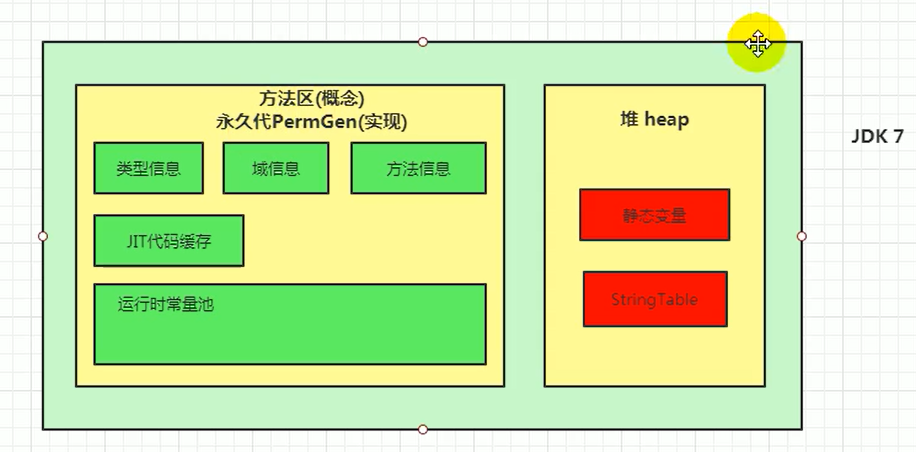 方法区(概念)
永久代PermGen(实现)
堆 heap
JDK 7
类型信息
域信息
方法信息
静态变量
JIT代码缓存
StringTable
运行时常量池